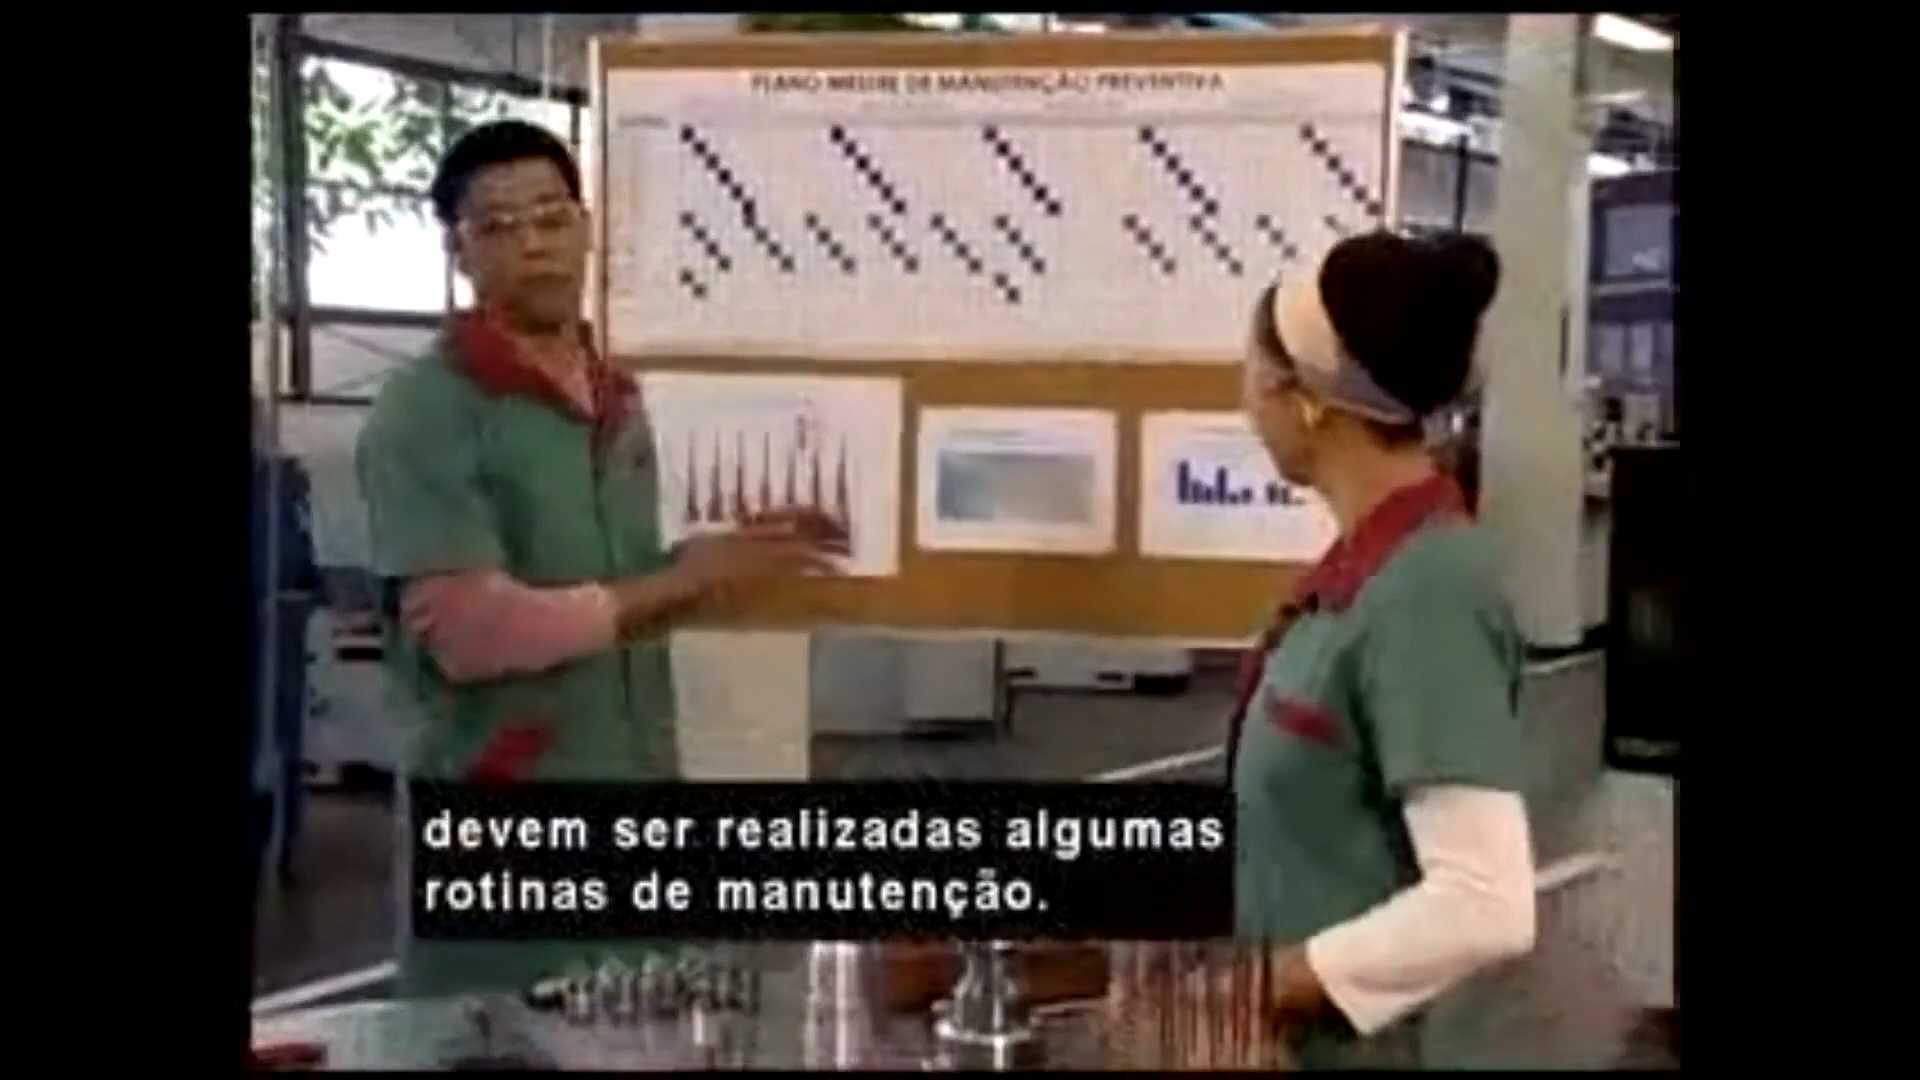 PLANO MESTRE DE MANUTENÇÃO PREVENTIVA
devem ser realizadas algumas
rotinas de manutenção.